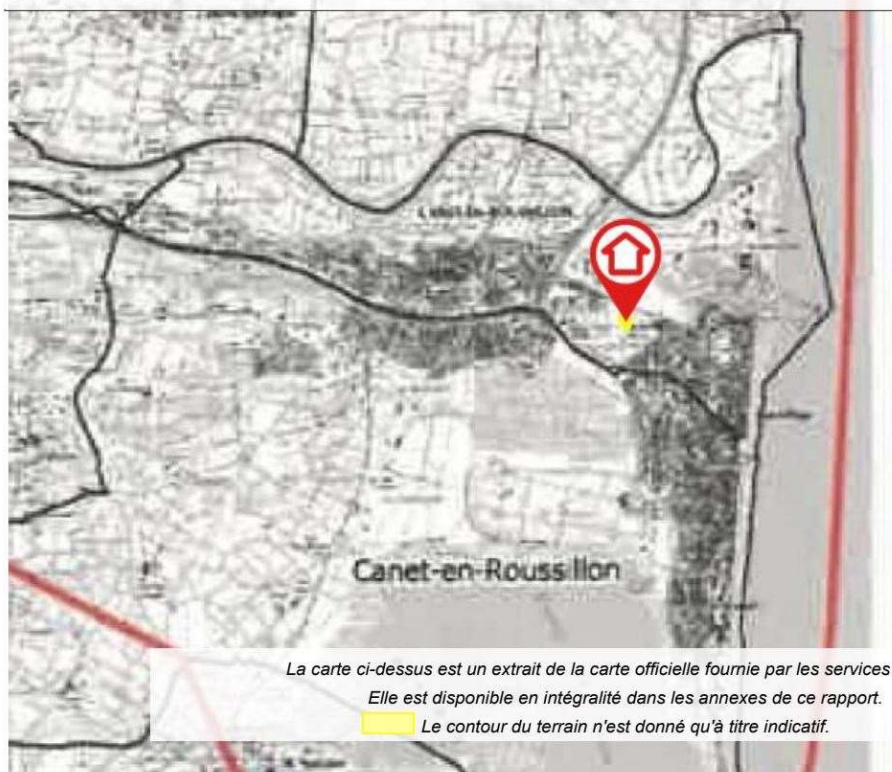 Canet-en-Roussillon
La carte ci-dessus est un extrait de la carte officielle fournie par les services
Elle est disponible en intégralité dans les annexes de ce rapport.
Le contour du terrain n'est donné qu'à titre indicatif.